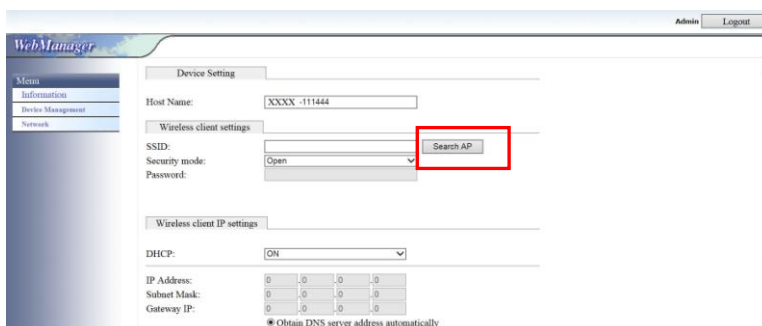 Admin Logout
WebManager
Menu
Information
Device Management
Network
Device Setting
Host Name: XXXX -111444
Wireless client settings
SSID: Search AP
Security mode: Open
Password:
Wireless client IP settings
DHCP: ON
IP Address: 0 .0 .0 .0
Subnet Mask: 0 .0 .0 .0
Gateway IP: 0 .0 .0 .0
Obtain DNS server address automatically